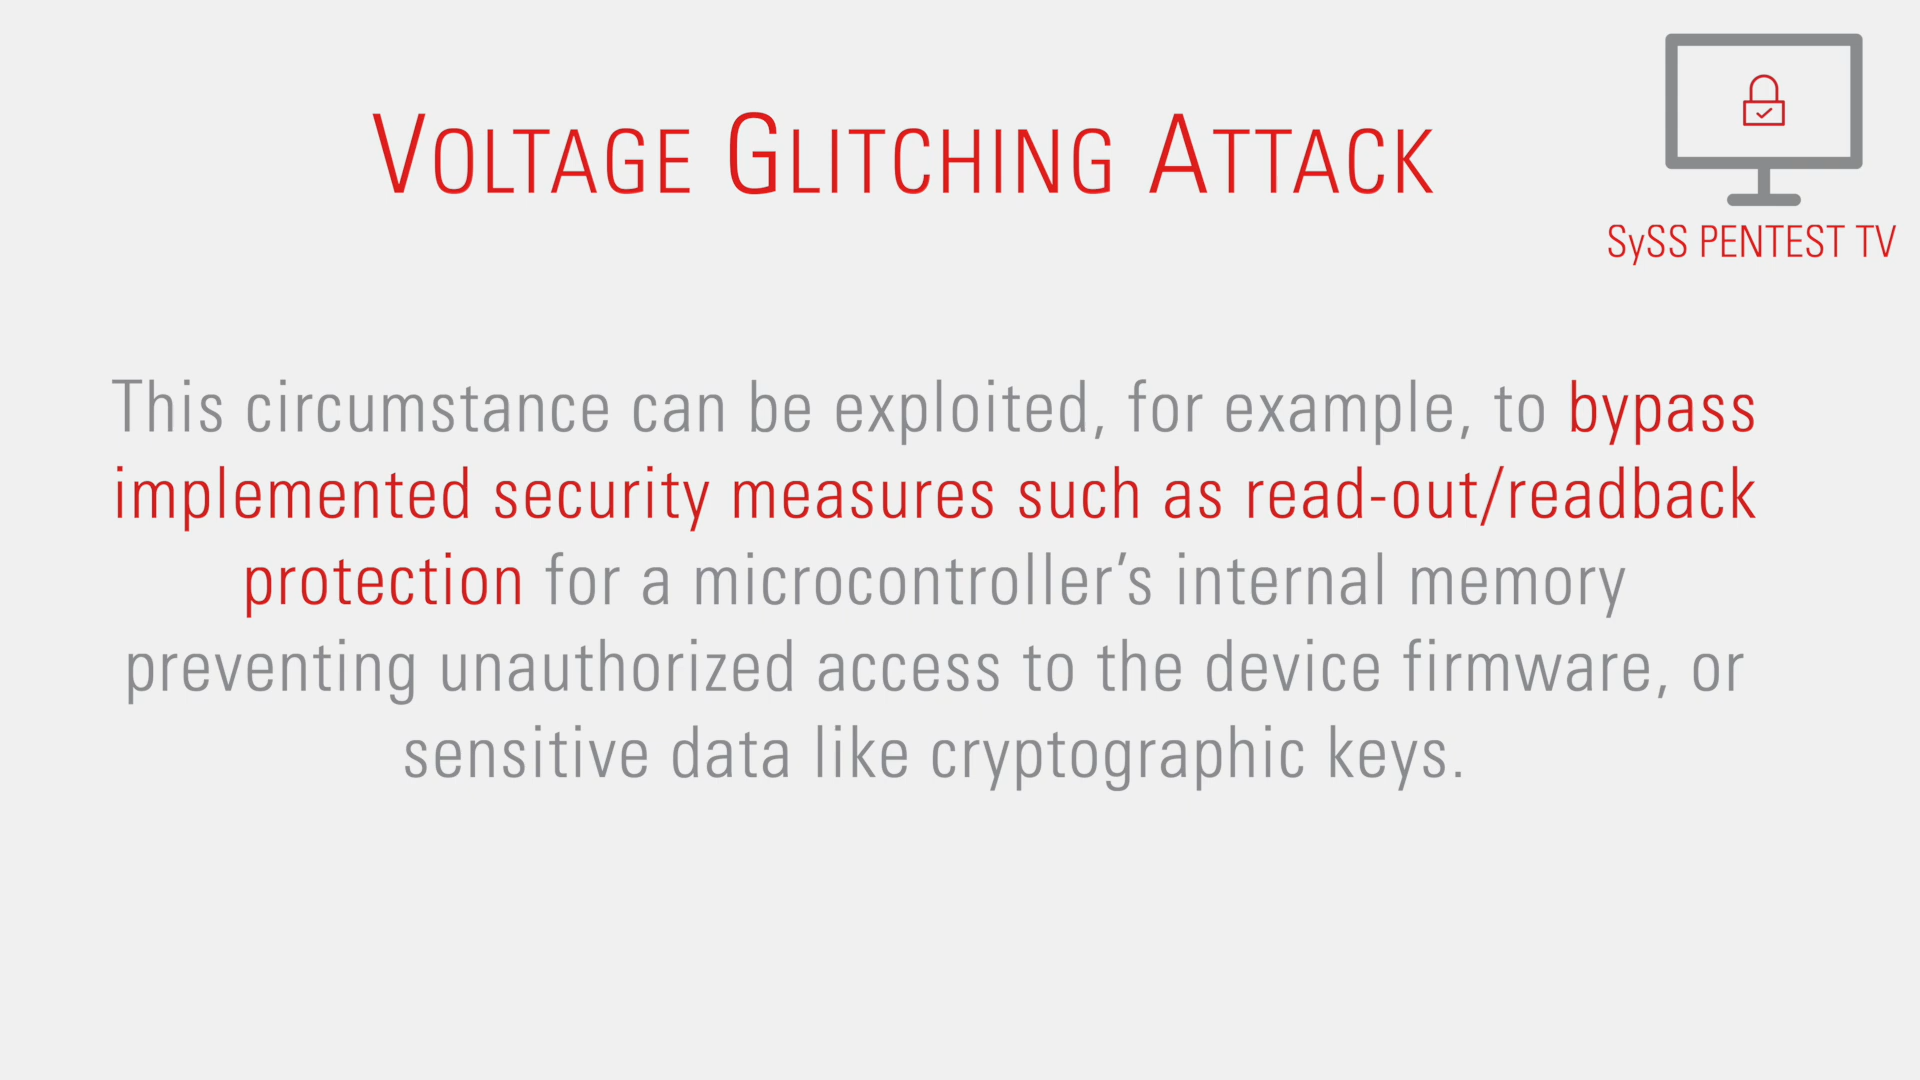 VOLTAGE GLITCHING ATTACK
SySS PENTEST TV
This circumstance can be exploited, for example, to bypass
implemented security measures such as read-out/readback
protection for a microcontroller’s internal memory
preventing unauthorized access to the device firmware, or
sensitive data like cryptographic keys.